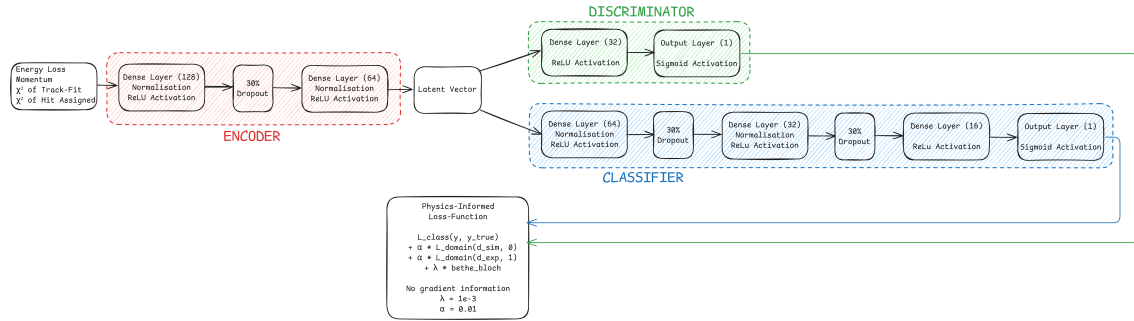 DISCRIMINATOR
Dense Layer (32)
ReLU Activation
Output Layer (1)
Sigmoid Activation
Energy Loss
Momentum
χ² of Track-Fit
χ² of Hit Assigned
Dense Layer (128)
Normalisation
ReLU Activation
30%
Dropout
Dense Layer (64)
Normalisation
ReLU Activation
ENCODER
Latent Vector
Dense Layer (64)
Normalisation
ReLU Activation
30%
Dropout
Dense Layer (32)
Normalisation
ReLu Activation
30%
Dropout
Dense Layer (16)
ReLu Activation
Output Layer (1)
Sigmoid Activation
CLASSIFIER
Physics-Informed
Loss-Function
L_class(y, y_true)
+ α * L_domain(d_sim, 0)
+ α * L_domain(d_exp, 1)
+ λ * bethe_bloch
No gradient information
λ = 1e-3
α = 0.01